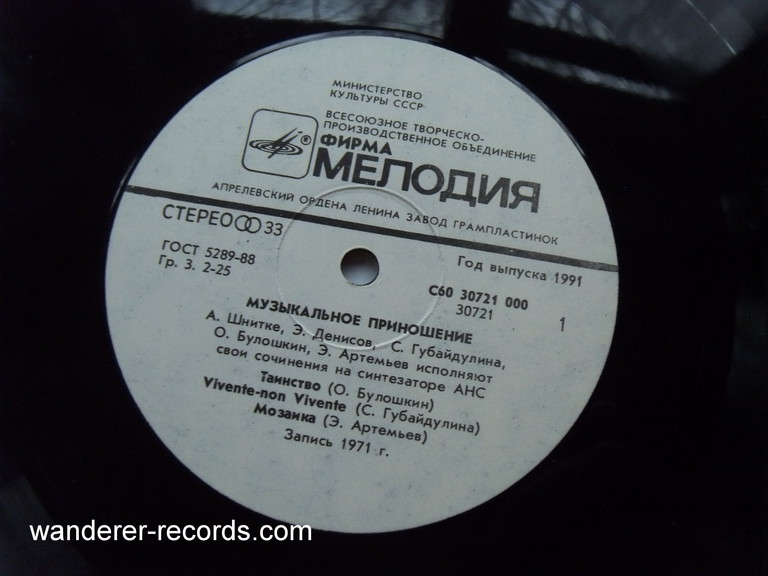 МИНИСТЕРСТВО
КУЛЬТУРЫ СССР
ВСЕСОЮЗНОЕ ТВОРЧЕСКО-
ПРОИЗВОДСТВЕННОЕ ОБЪЕДИНЕНИЕ
®
ФИРМА
МЕЛОДИЯ
АПРЕЛЕВСКИЙ ОРДЕНА ЛЕНИНА ЗАВОД ГРАМПЛАСТИНОК
СТЕРЕО 33
ГОСТ 5289-88
Гр. 3. 2-25
Год выпуска 1991
С60 30721 000
30721
1
МУЗЫКАЛЬНОЕ ПРИНОШЕНИЕ
А. Шнитке, Э. Денисов, С. Губайдулина,
О. Булошкин, Э. Артемьев исполняют
свои сочинения на синтезаторе АНС
Таинство (О. Булошкин)
Vivente-non Vivente (С. Губайдулина)
Мозаика (Э. Артемьев)
Запись 1971 г.
wanderer-records.com